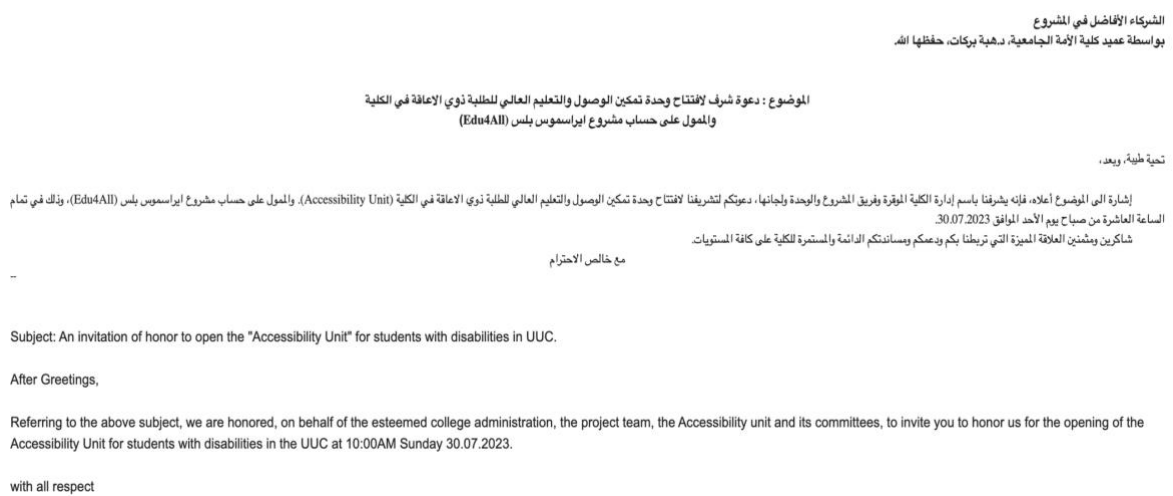 الشركاء الأفاضل في المشروع
بواسطة عميد كلية الأمة الجامعية، د.هبة بركات، حفظها الله.
الموضوع : دعوة شرف لافتتاح وحدة تمكين الوصول والتعليم العالي للطلبة ذوي الاعاقة في الكلية
والممول على حساب مشروع ايراسموس بلس (Edu4All)
تحية طيبة، وبعد،
إشارة الى الموضوع أعلاه، فإنه يشرفنا باسم إدارة الكلية الموقرة وفريق المشروع والوحدة ولجانها، دعوتكم لتشريفنا لافتتاح وحدة تمكين الوصول والتعليم العالي للطلبة ذوي الاعاقة في الكلية (Accessibility Unit). والممول على حساب مشروع ايراسموس بلس (Edu4All)، وذلك في تمام
الساعة العاشرة من صباح يوم الأحد الموافق 30.07.2023.
شاكرين ومثمنين العلاقة المميزة التي تربطنا بكم ودعمكم ومساندتكم الدائمة والمستمرة للكلية على كافة المستويات.
مع خالص الاحترام
--
Subject: An invitation of honor to open the "Accessibility Unit" for students with disabilities in UUC.
After Greetings,
Referring to the above subject, we are honored, on behalf of the esteemed college administration, the project team, the Accessibility unit and its committees, to invite you to honor us for the opening of the
Accessibility Unit for students with disabilities in the UUC at 10:00AM Sunday 30.07.2023.
with all respect